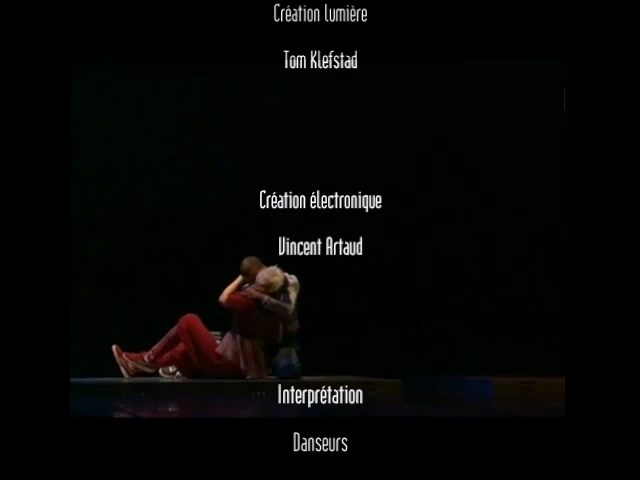 Création lumière
Tom Klefstad
Création électronique
Vincent Artaud
Interprétation
Danseurs